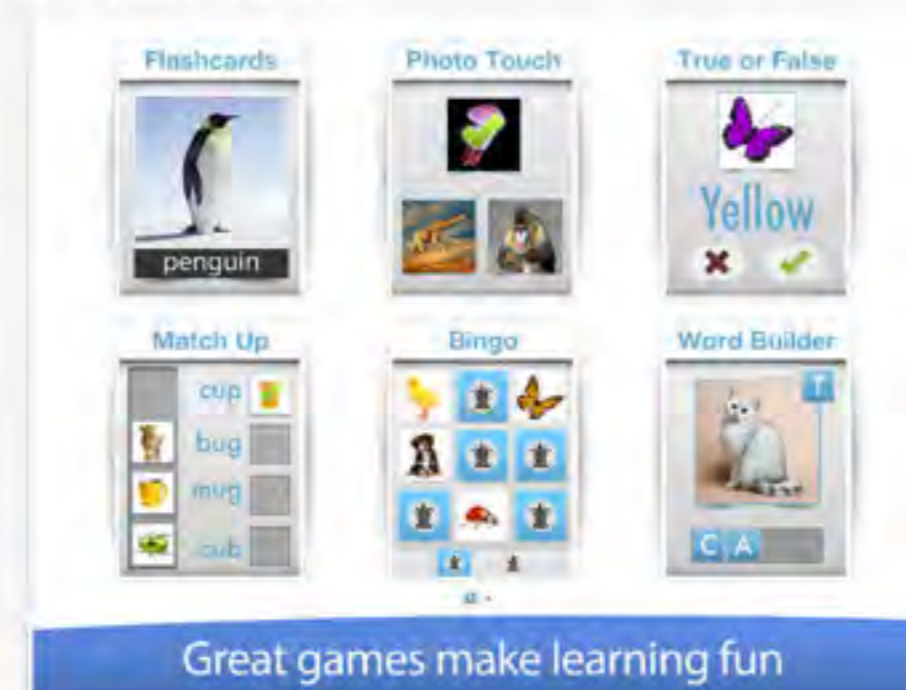 Flashcards Photo Touch True or False
penguin
Yellow
Match Up Bingo Word Builder
cup
bug
mug
cub
T
C A
Great games make learning fun